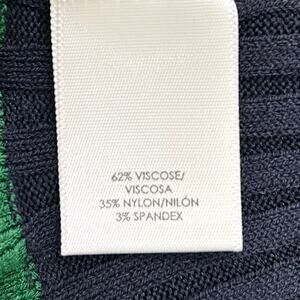 62% VISCOSE/
VISCOSA
35% NYLON/NILÓN
3% SPANDEX